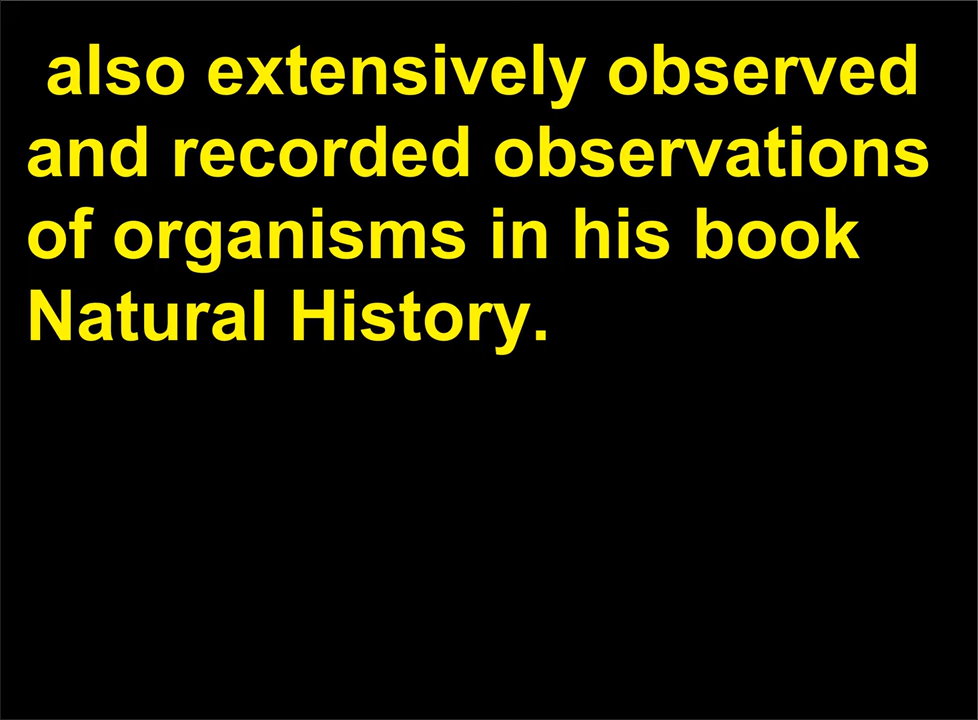 also extensively observed
and recorded observations
of organisms in his book
Natural History.